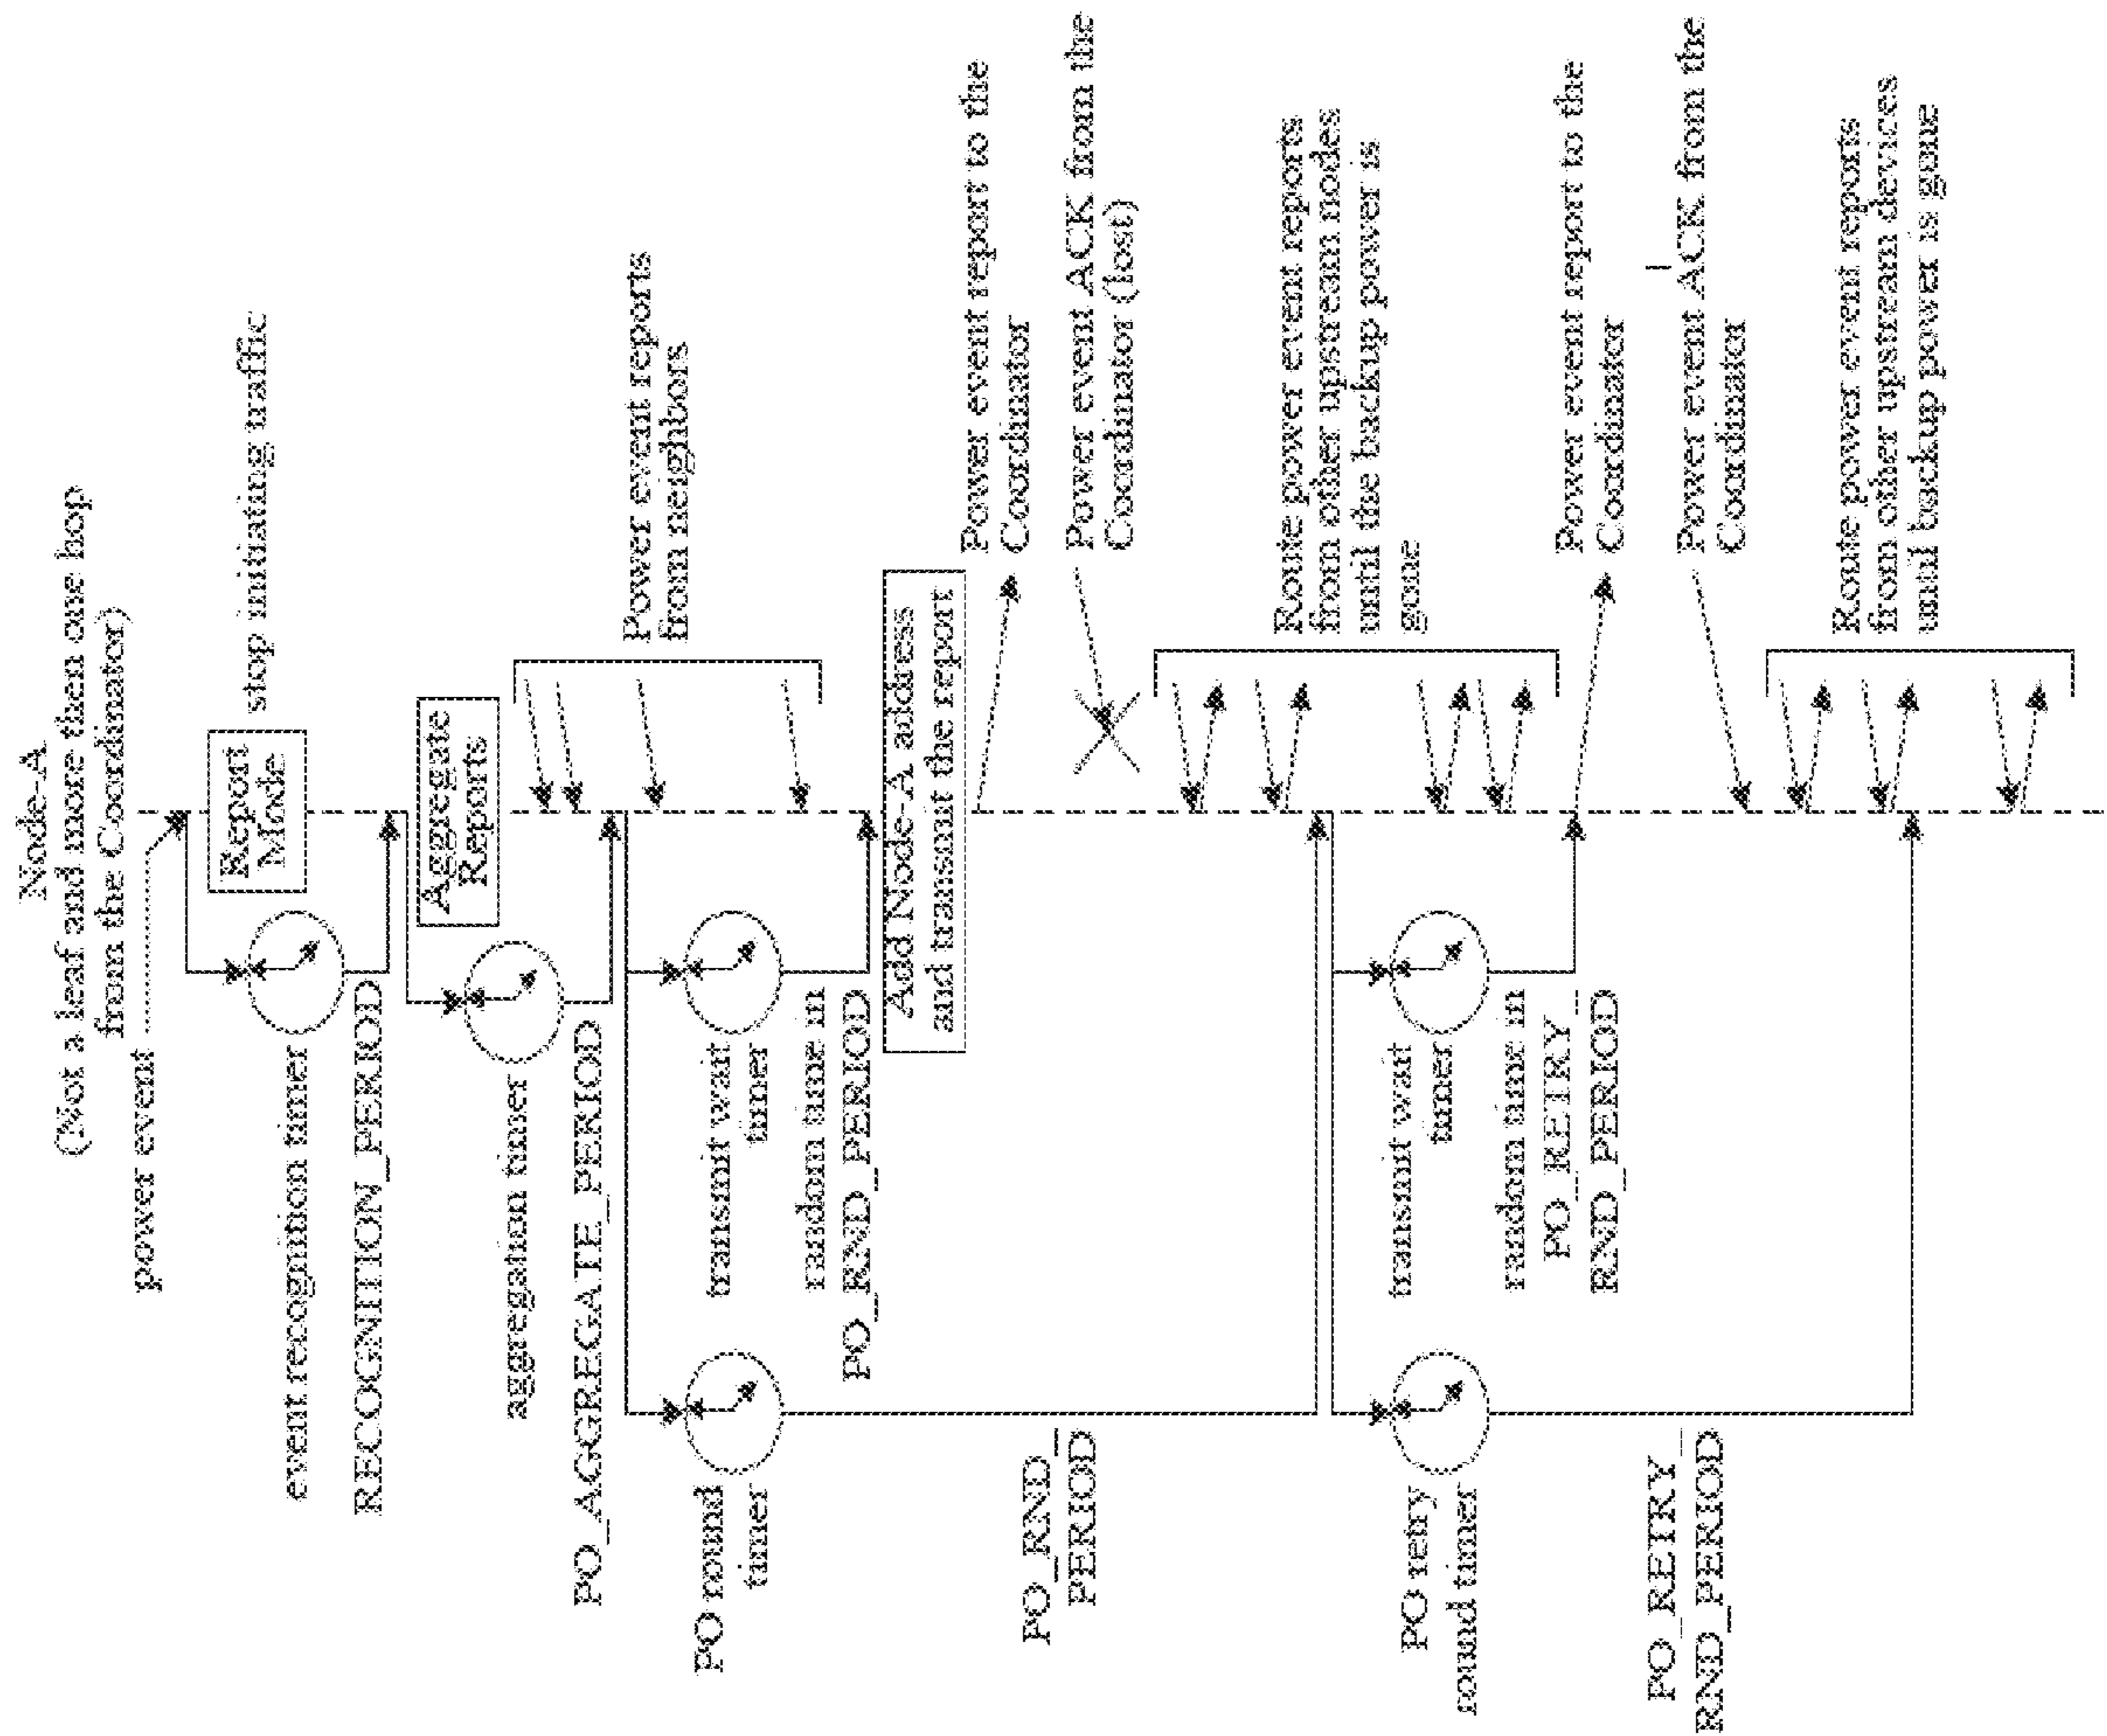 Node-A
(Not a leaf and more then one hop
from the Coordinator)
power event
Report
Mode
stop initiating traffic
event recognition timer
RECOGNITION_PERIOD
Aggregate
Reports
aggregation timer
PO_AGGREGATE_PERIOD
Power event reports
from neighbors
PO round
timer
transmit wait
timer
random time in
PO_RND_PERIOD
Add Node-A address
and transmit the report
Power event report to the
Coordinator
PO_RND_
PERIOD
Power event ACK from the
Coordinator (lost)
Route power event reports
from other upstream nodes
until the backup power is
gone
PO retry
round timer
transmit wait
timer
random time in
PO_RETRY_
RND_PERIOD
Power event report to the
Coordinator
PO_RETRY_
RND_PERIOD
Power event ACK from the
Coordinator
Route power event reports
from other upstream devices
until backup power is gone